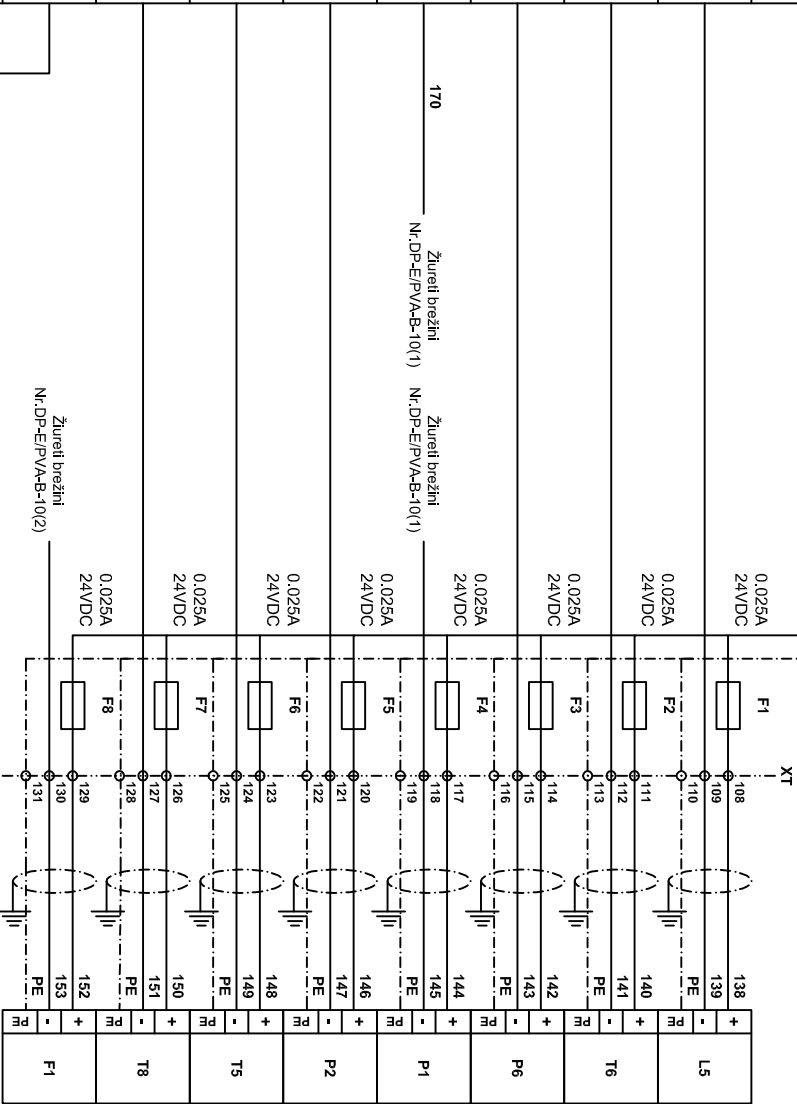 170
Žiureti brežini
Nr.DP-E/PVA-B-10(1)
Žiureti brežini
Nr.DP-E/PVA-B-10(1)
Žiureti brežini
Nr.DP-E/PVA-B-10(2)
XT
0.025A
24VDC
F1
108
109
110
138
139
PE
+
-
PE
L5
0.025A
24VDC
F2
111
112
113
140
141
PE
+
-
PE
T6
0.025A
24VDC
F3
114
115
116
142
143
PE
+
-
PE
P6
0.025A
24VDC
F4
117
118
119
144
145
PE
+
-
PE
P1
0.025A
24VDC
F5
120
121
122
146
147
PE
+
-
PE
P2
0.025A
24VDC
F6
123
124
125
148
149
PE
+
-
PE
T5
0.025A
24VDC
F7
126
127
128
150
151
PE
+
-
PE
T8
0.025A
24VDC
F8
129
130
131
152
153
PE
+
-
PE
F1